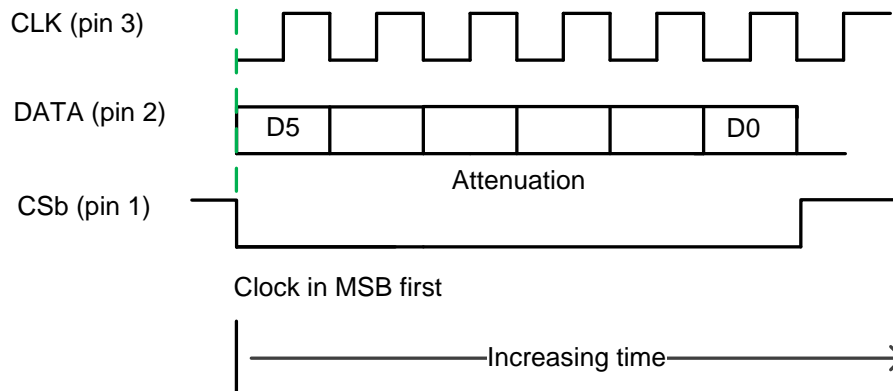 CLK (pin 3)
DATA (pin 2)
D5
D0
Attenuation
CSb (pin 1)
Clock in MSB first
Increasing time